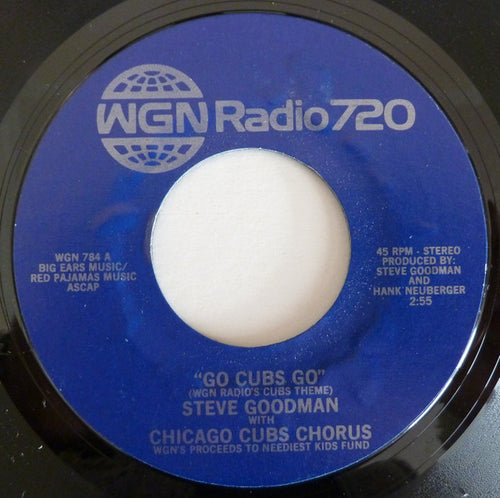 WGN Radio 720
WGN 784 A
BIG EARS MUSIC/
RED PAJAMAS MUSIC
ASCAP
45 RPM - STEREO
PRODUCED BY:
STEVE GOODMAN
AND
HANK NEUBERGER
2:55
"GO CUBS GO"
(WGN RADIO'S CUBS THEME)
STEVE GOODMAN
WITH
CHICAGO CUBS CHORUS
WGN'S PROCEEDS TO NEEDIEST KIDS FUND